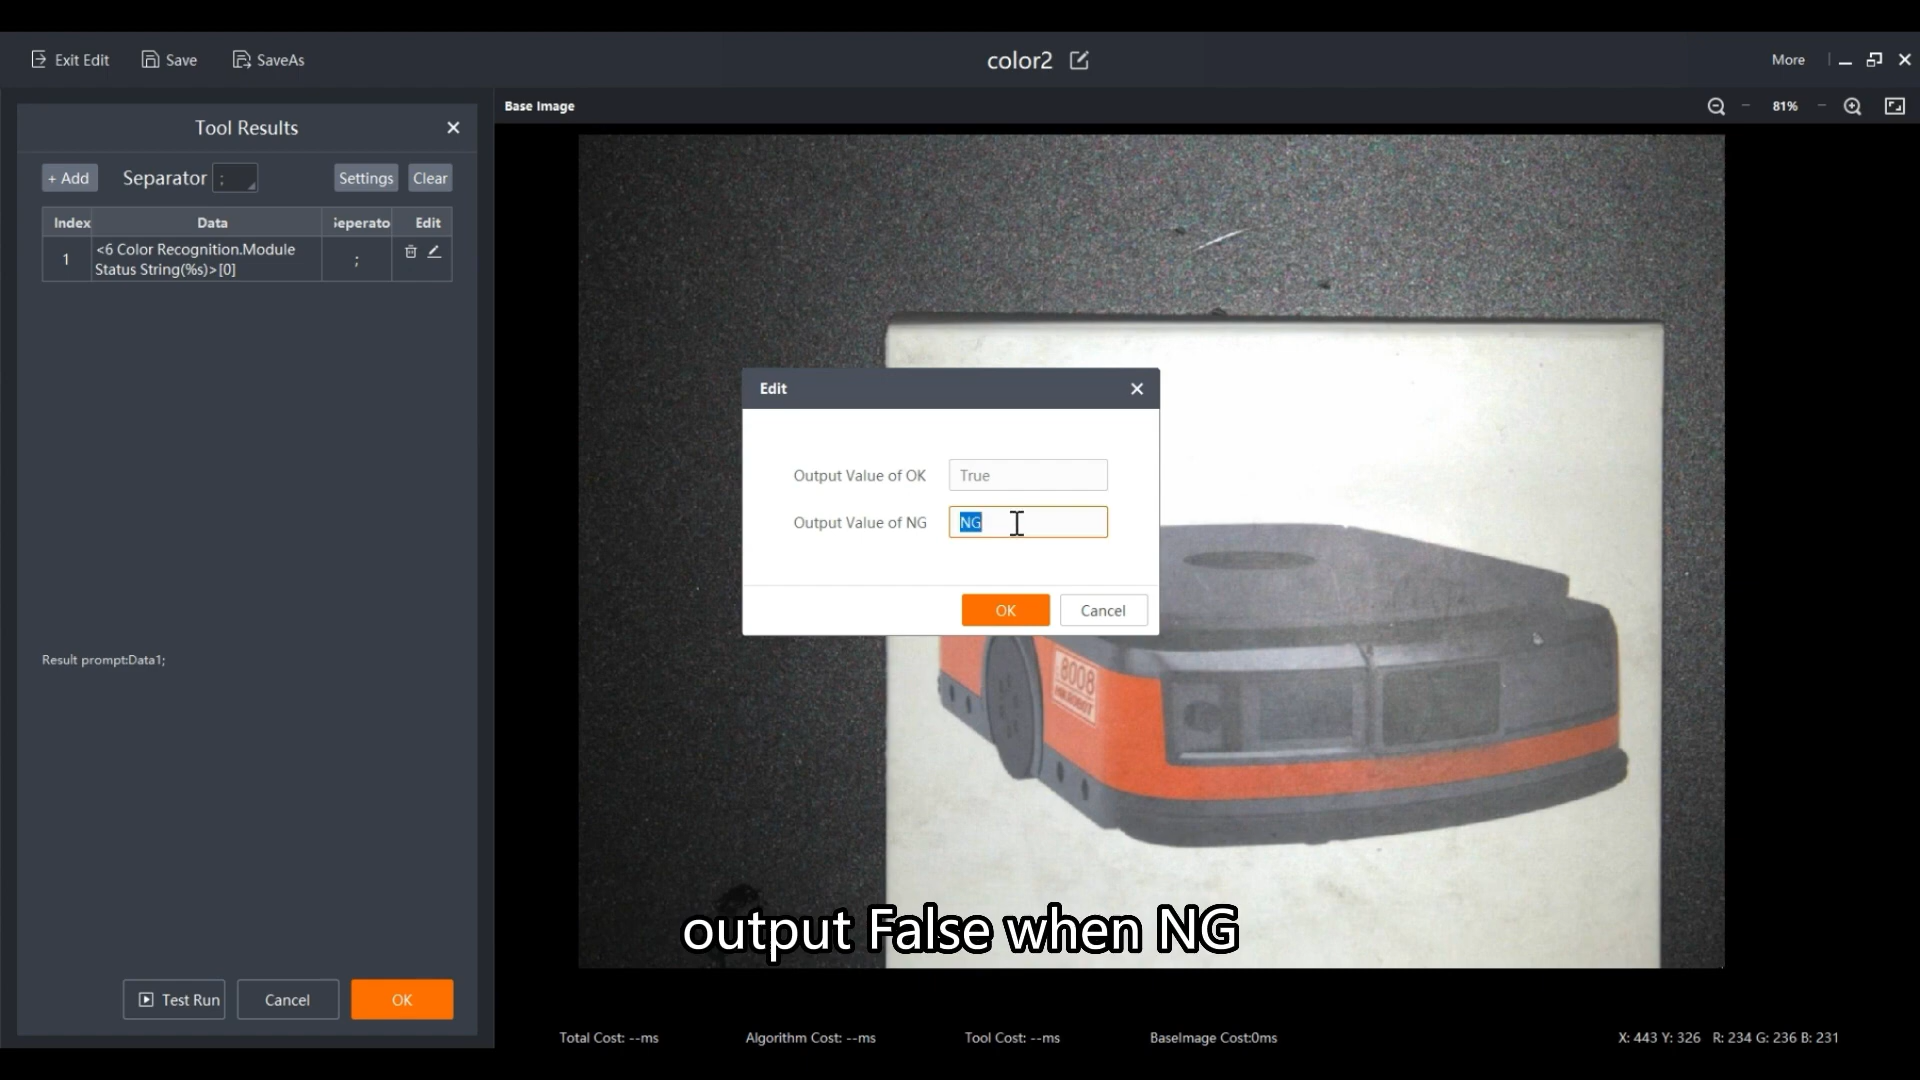 Exit Edit
Save
SaveAs
color2
More
Base Image
81%
Tool Results
+ Add
Separator
;
Settings
Clear
Index
Data
Seperato
Edit
1
<6 Color Recognition.Module
Status String(%s)>[0]
;
Result prompt:Data1;
Edit
Output Value of OK
True
Output Value of NG
NG
OK
Cancel
8008
output False when NG
Test Run
Cancel
OK
Total Cost: --ms
Algorithm Cost: --ms
Tool Cost: --ms
BaseImage Cost:0ms
X: 443 Y: 326 R: 234 G: 236 B: 231